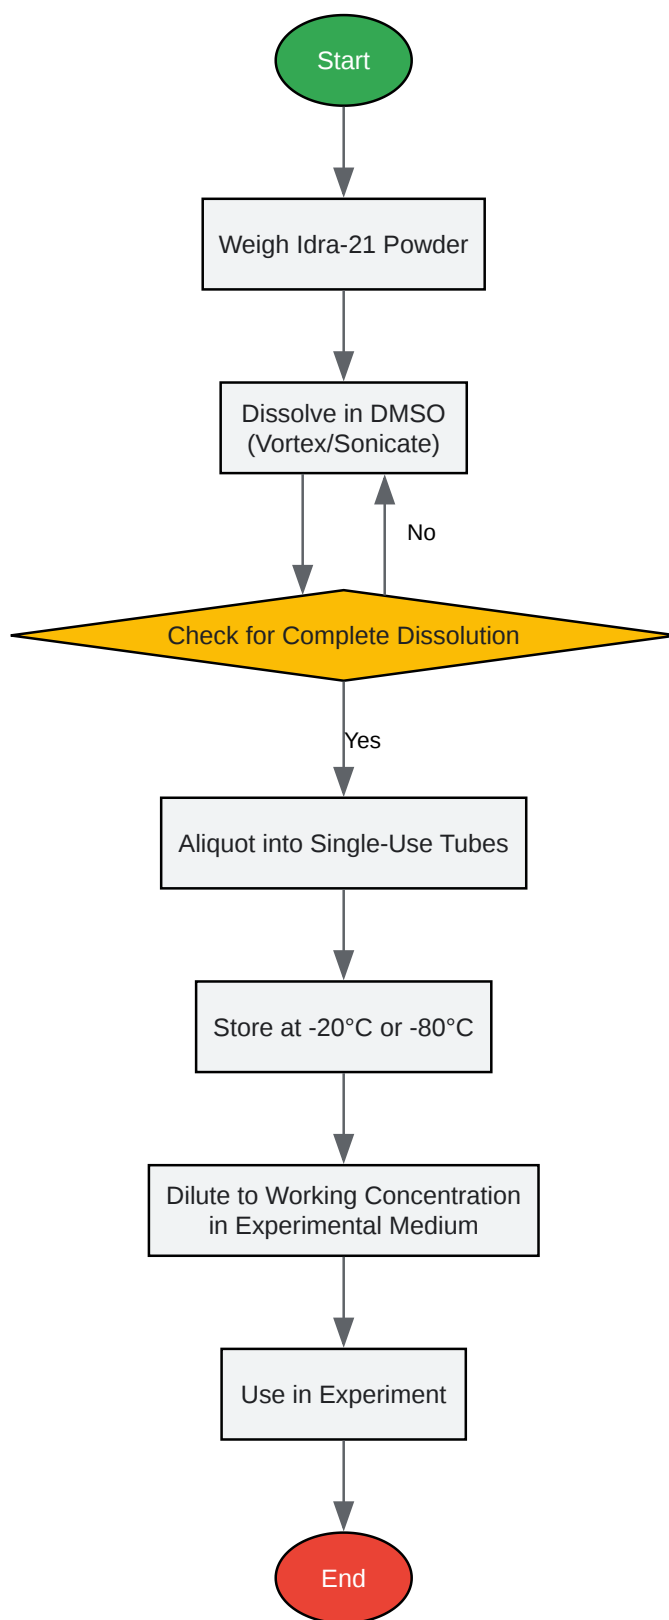 Start
Weigh Idra-21 Powder
Dissolve in DMSO
(Vortex/Sonicate)
No
Check for Complete Dissolution
Yes
Aliquot into Single-Use Tubes
Store at -20°C or -80°C
Dilute to Working Concentration
in Experimental Medium
Use in Experiment
End